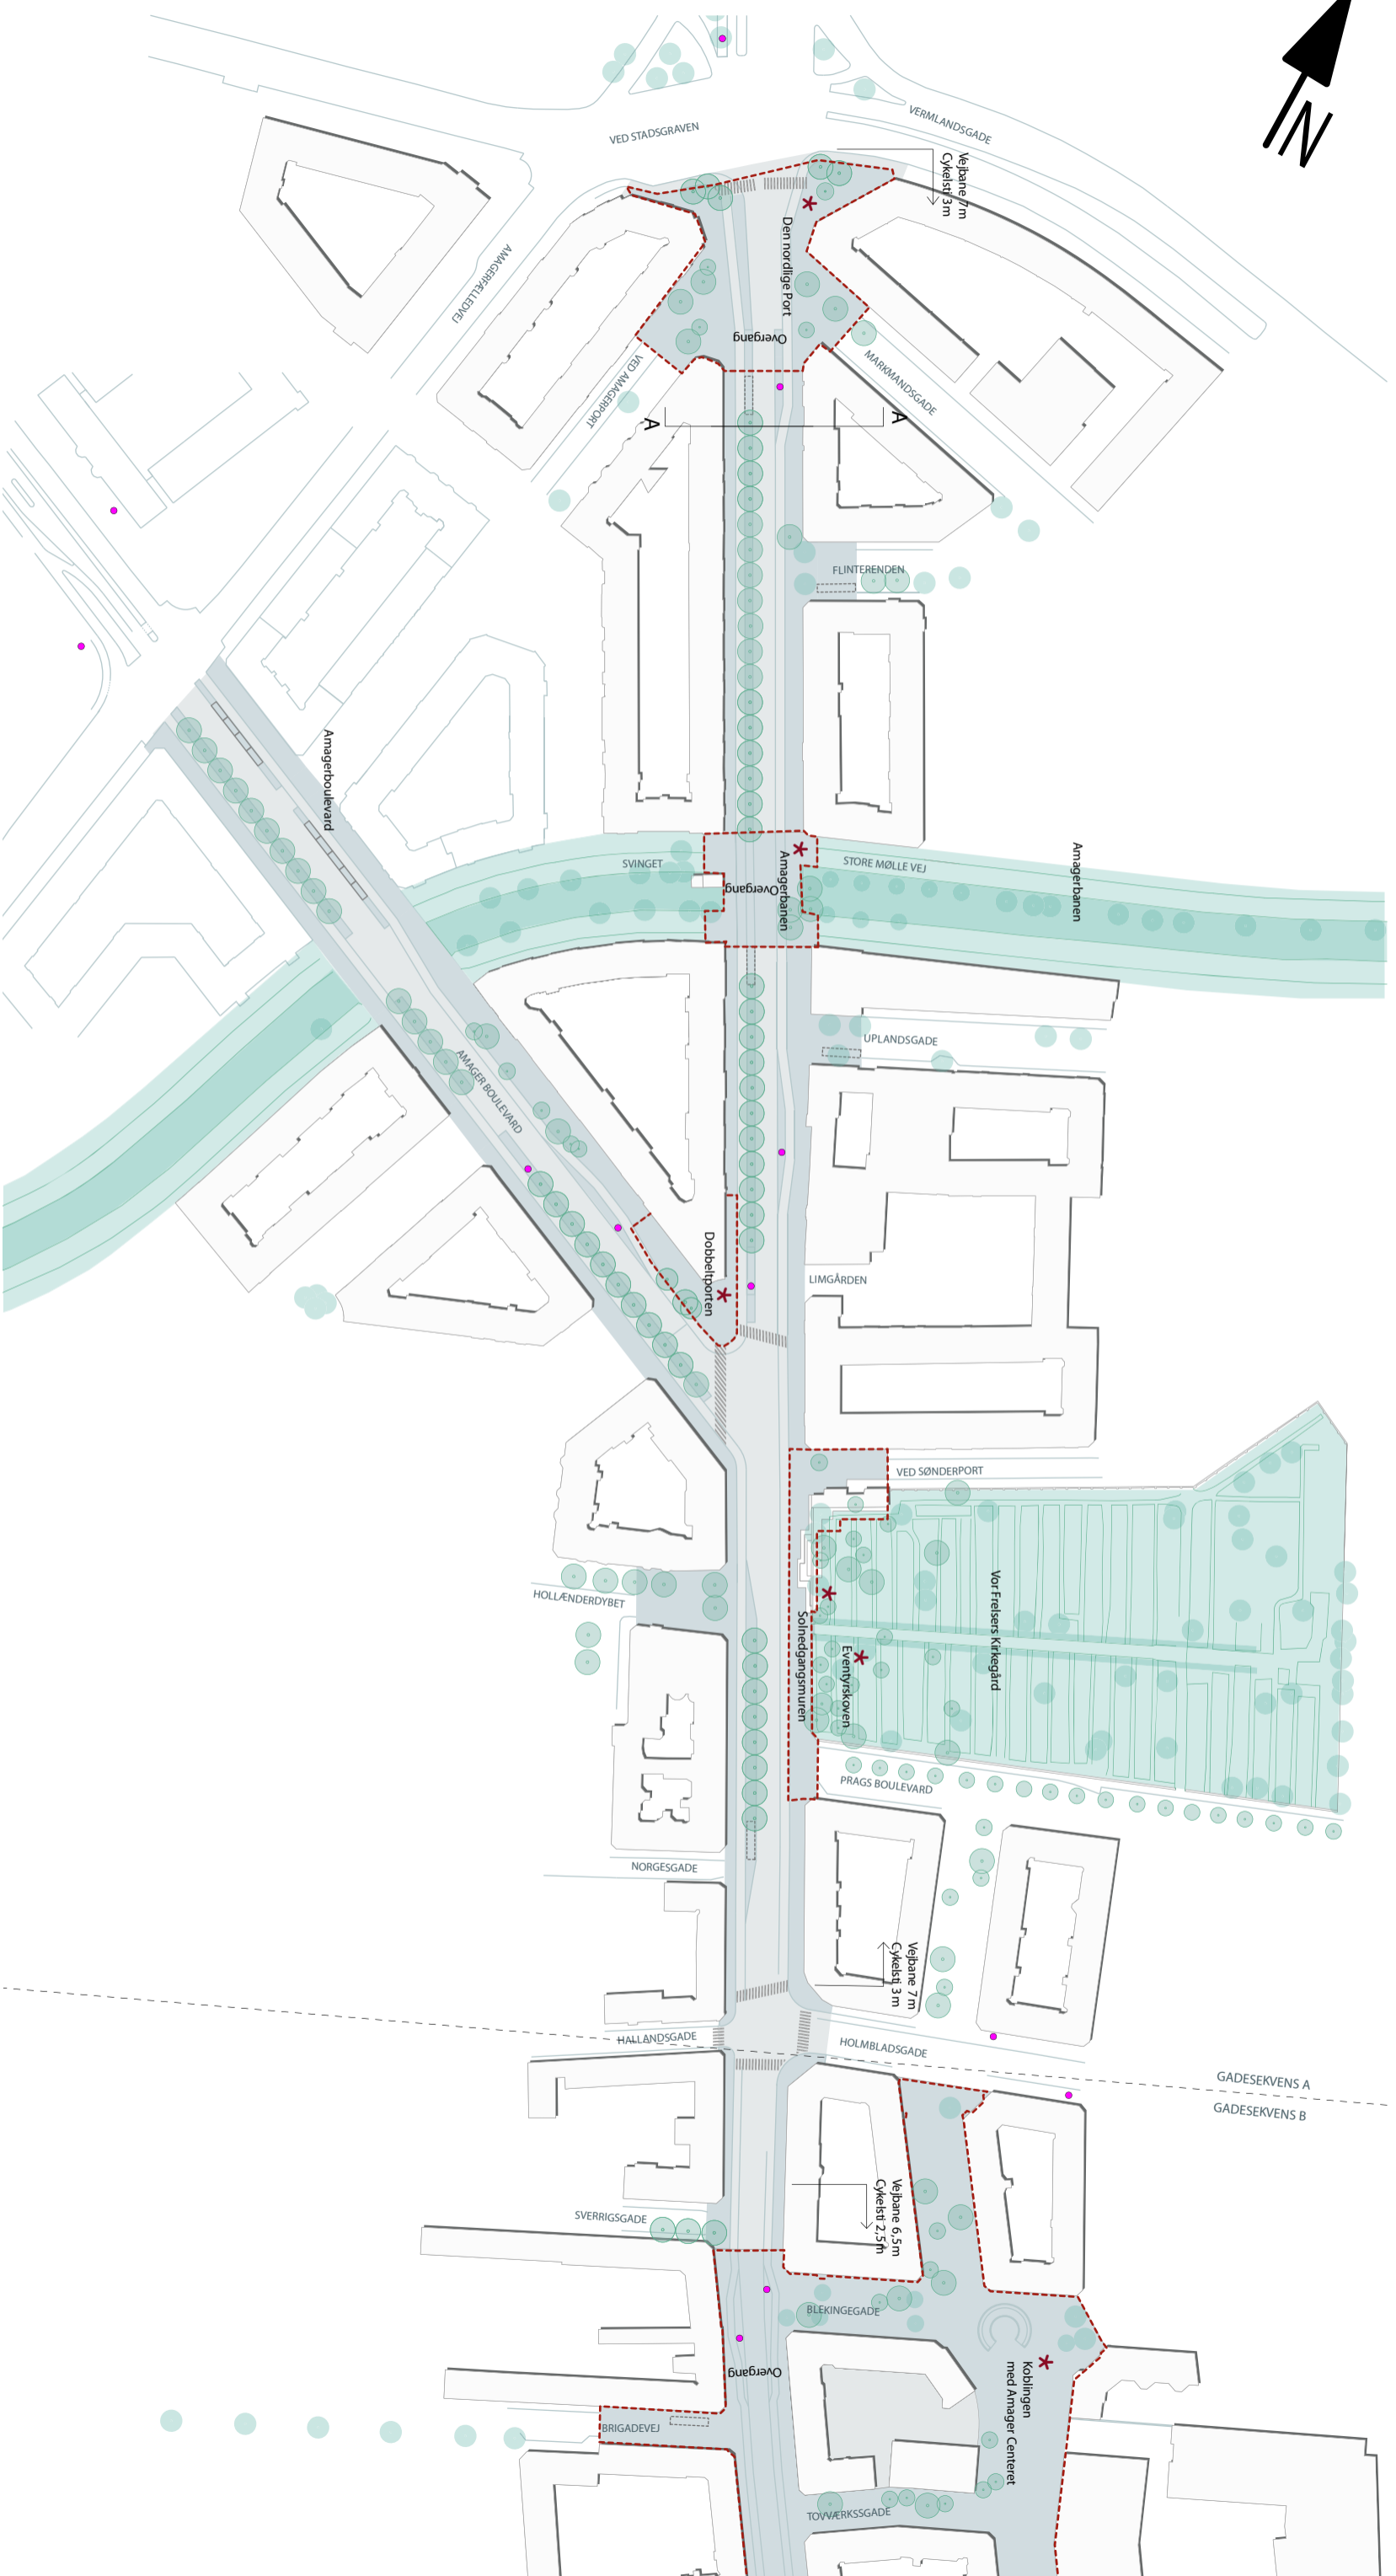 N
VED STADSGRAVEN
VERMLANDSGADE
Vejbane 7m
Cykelsti 3m
Den nordlige Port
AMAGERFÆLLEDVEJ
Overgang
VED AMAGERPORT
MARKMANDSGADE
A
A
FLINTERENDEN
Amagerboulevard
SVINGET
Overgang
Amagerbanen
STORE MØLLE VEJ
Amagerbanen
UPLANDSGADE
AMAGER BOULEVARD
Dobbeltporten
LIMGÅRDEN
VED SØNDERPORT
HOLLÆNDERDYBET
Solnedgangsmuren
Eventyrskoven
Vor Frelsers Kirkegård
PRAGS BOULEVARD
NORGESGADE
Vejbane 7 m
Cykelsti 3 m
HALLANDSGADE
HOLMBLADSGADE
GADESEKVENS A
GADESEKVENS B
Vejbane 6,5m
Cykelsti 2,5m
SVERRIGSGADE
BLEKINGEGADE
Overgang
Koblingen
med Amager Centeret
BRIGADEVEJ
TOVVÆRKSSGADE